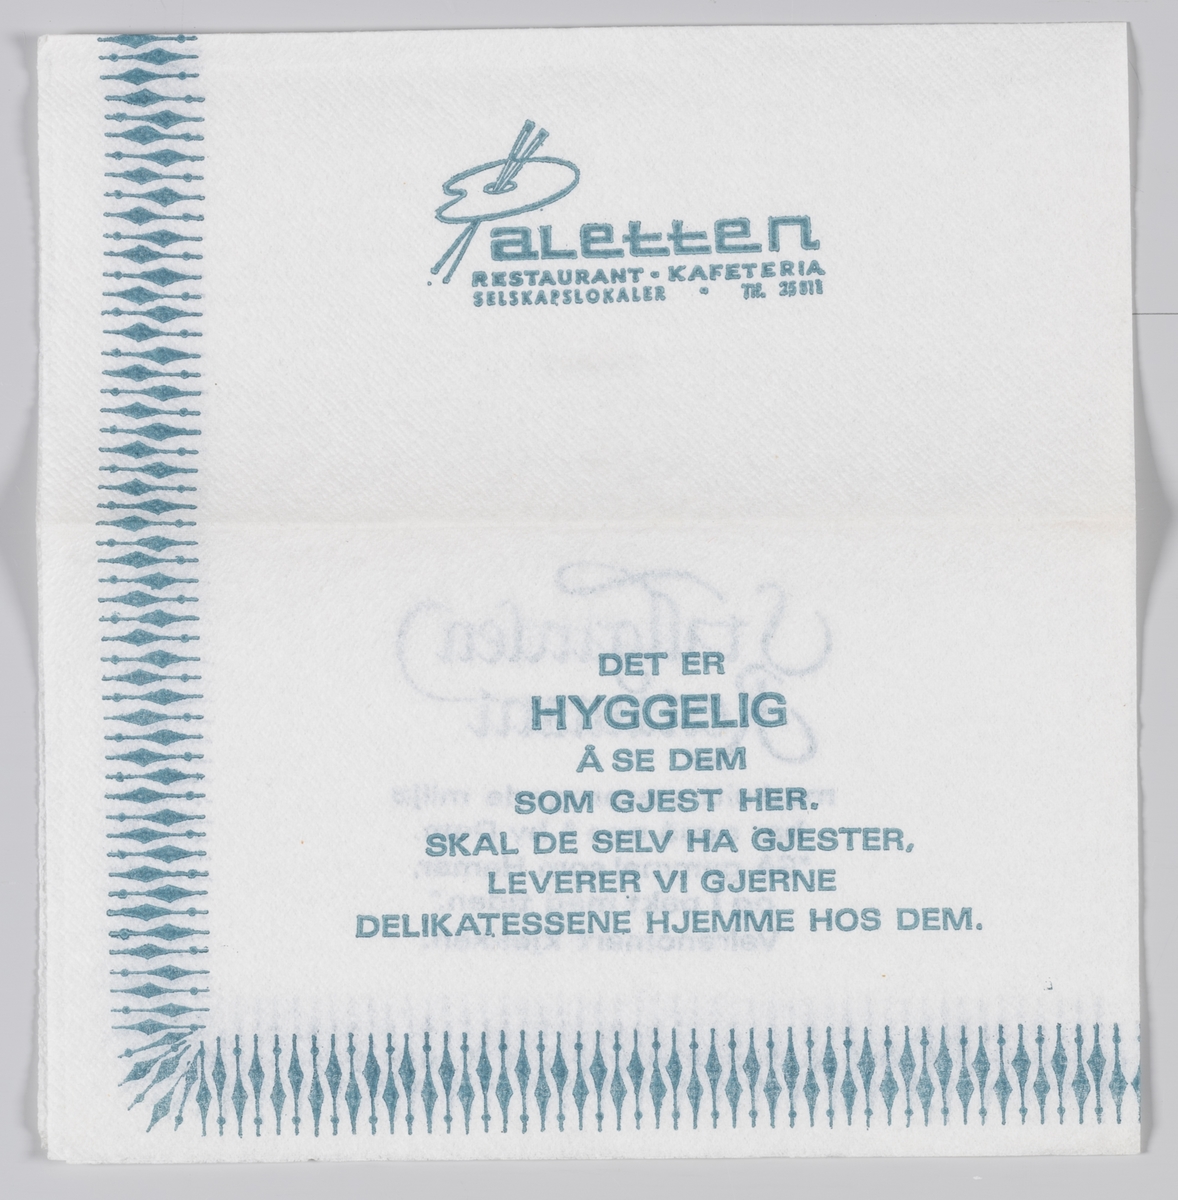 Paletten
RESTAURANT • KAFETERIA
SELSKAPSLOKALER • Tlf. 25811
DET ER
HYGGELIG
Å SE DEM
SOM GJEST HER.
SKAL DE SELV HA GJESTER,
LEVERER VI GJERNE
DELIKATESSENE HJEMME HOS DEM.